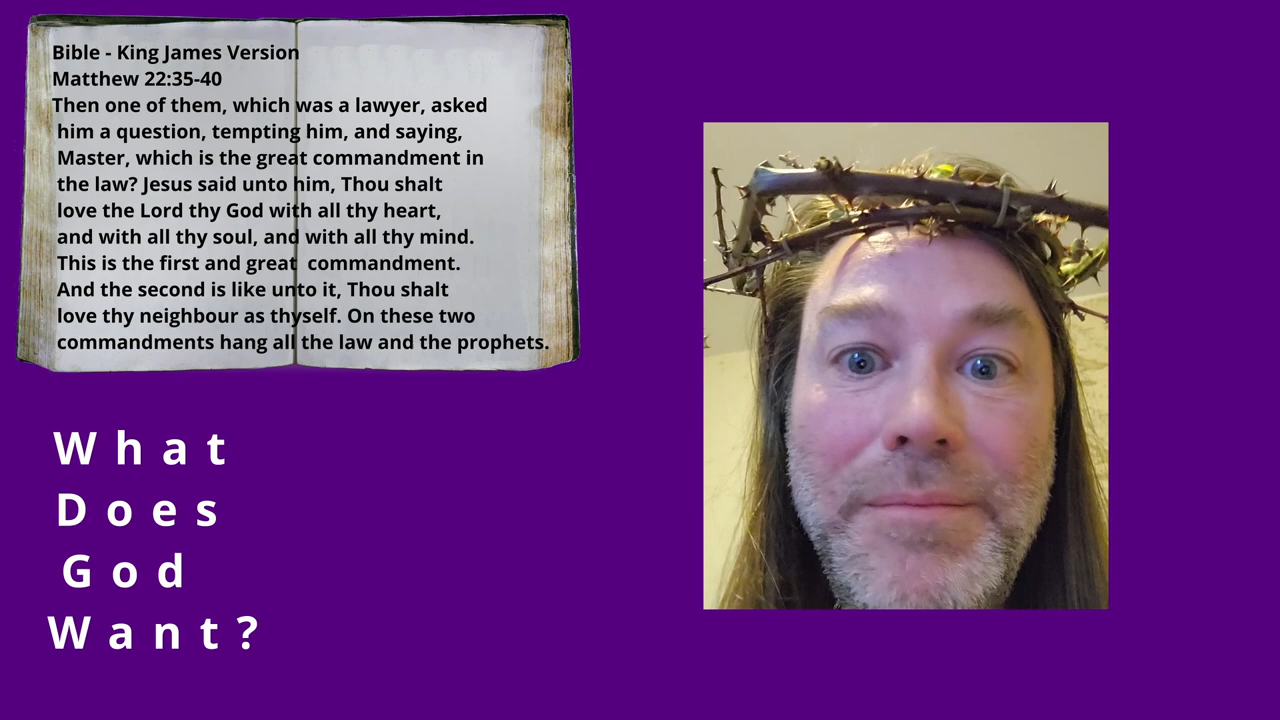 Bible - King James Version
Matthew 22:35-40
Then one of them, which was a lawyer, asked
him a question, tempting him, and saying,
Master, which is the great commandment in
the law? Jesus said unto him, Thou shalt
love the Lord thy God with all thy heart,
and with all thy soul, and with all thy mind.
This is the first and great commandment.
And the second is like unto it, Thou shalt
love thy neighbour as thyself. On these two
commandments hang all the law and the prophets.
What
Does
God
Want?